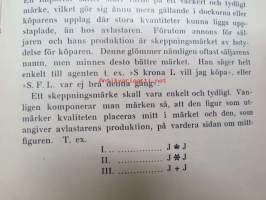 märke, vilket gör sig ännu mera gällande i dockorna eller
köparens upplag där stora kvantiteter kunna läggs upp-
staplade, än hos avlastaren. Förutom annons för säl-
jaren och hans produktion är skeppningsmärket av bety-
delse för köparen. Denne glömmer nämligen oftast säljarens
namn, men minnes desto bättre märket. Han säger helt
enkelt till agenten t. ex. »S krona L vill jag köpa», eller
»S. F. L. var ej bra denna gång».
Ett skeppningsmärke skall vara enkelt och tydligt. Van-
ligen komponerar man märken så, att den figur som ut-
märker kvaliteten placeras mitt i märket och den, som
angiver avlastarens produktion, på vardera sidan om mitt-
figuren. T. ex.
I. . .
II. . .
III. . . J + J